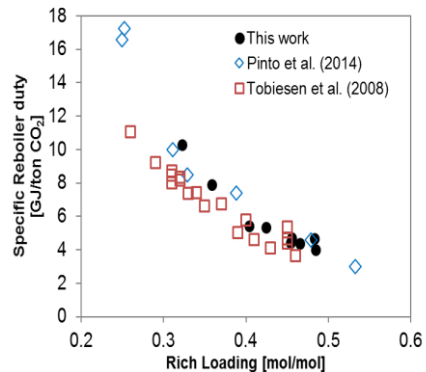 18
16
14
12
10
8
6
4
2
0
Specific Reboiler duty
[GJ/ton CO₂]
This work
Pinto et al. (2014)
Tobiesen et al. (2008)
0.2 0.3 0.4 0.5 0.6
Rich Loading [mol/mol]